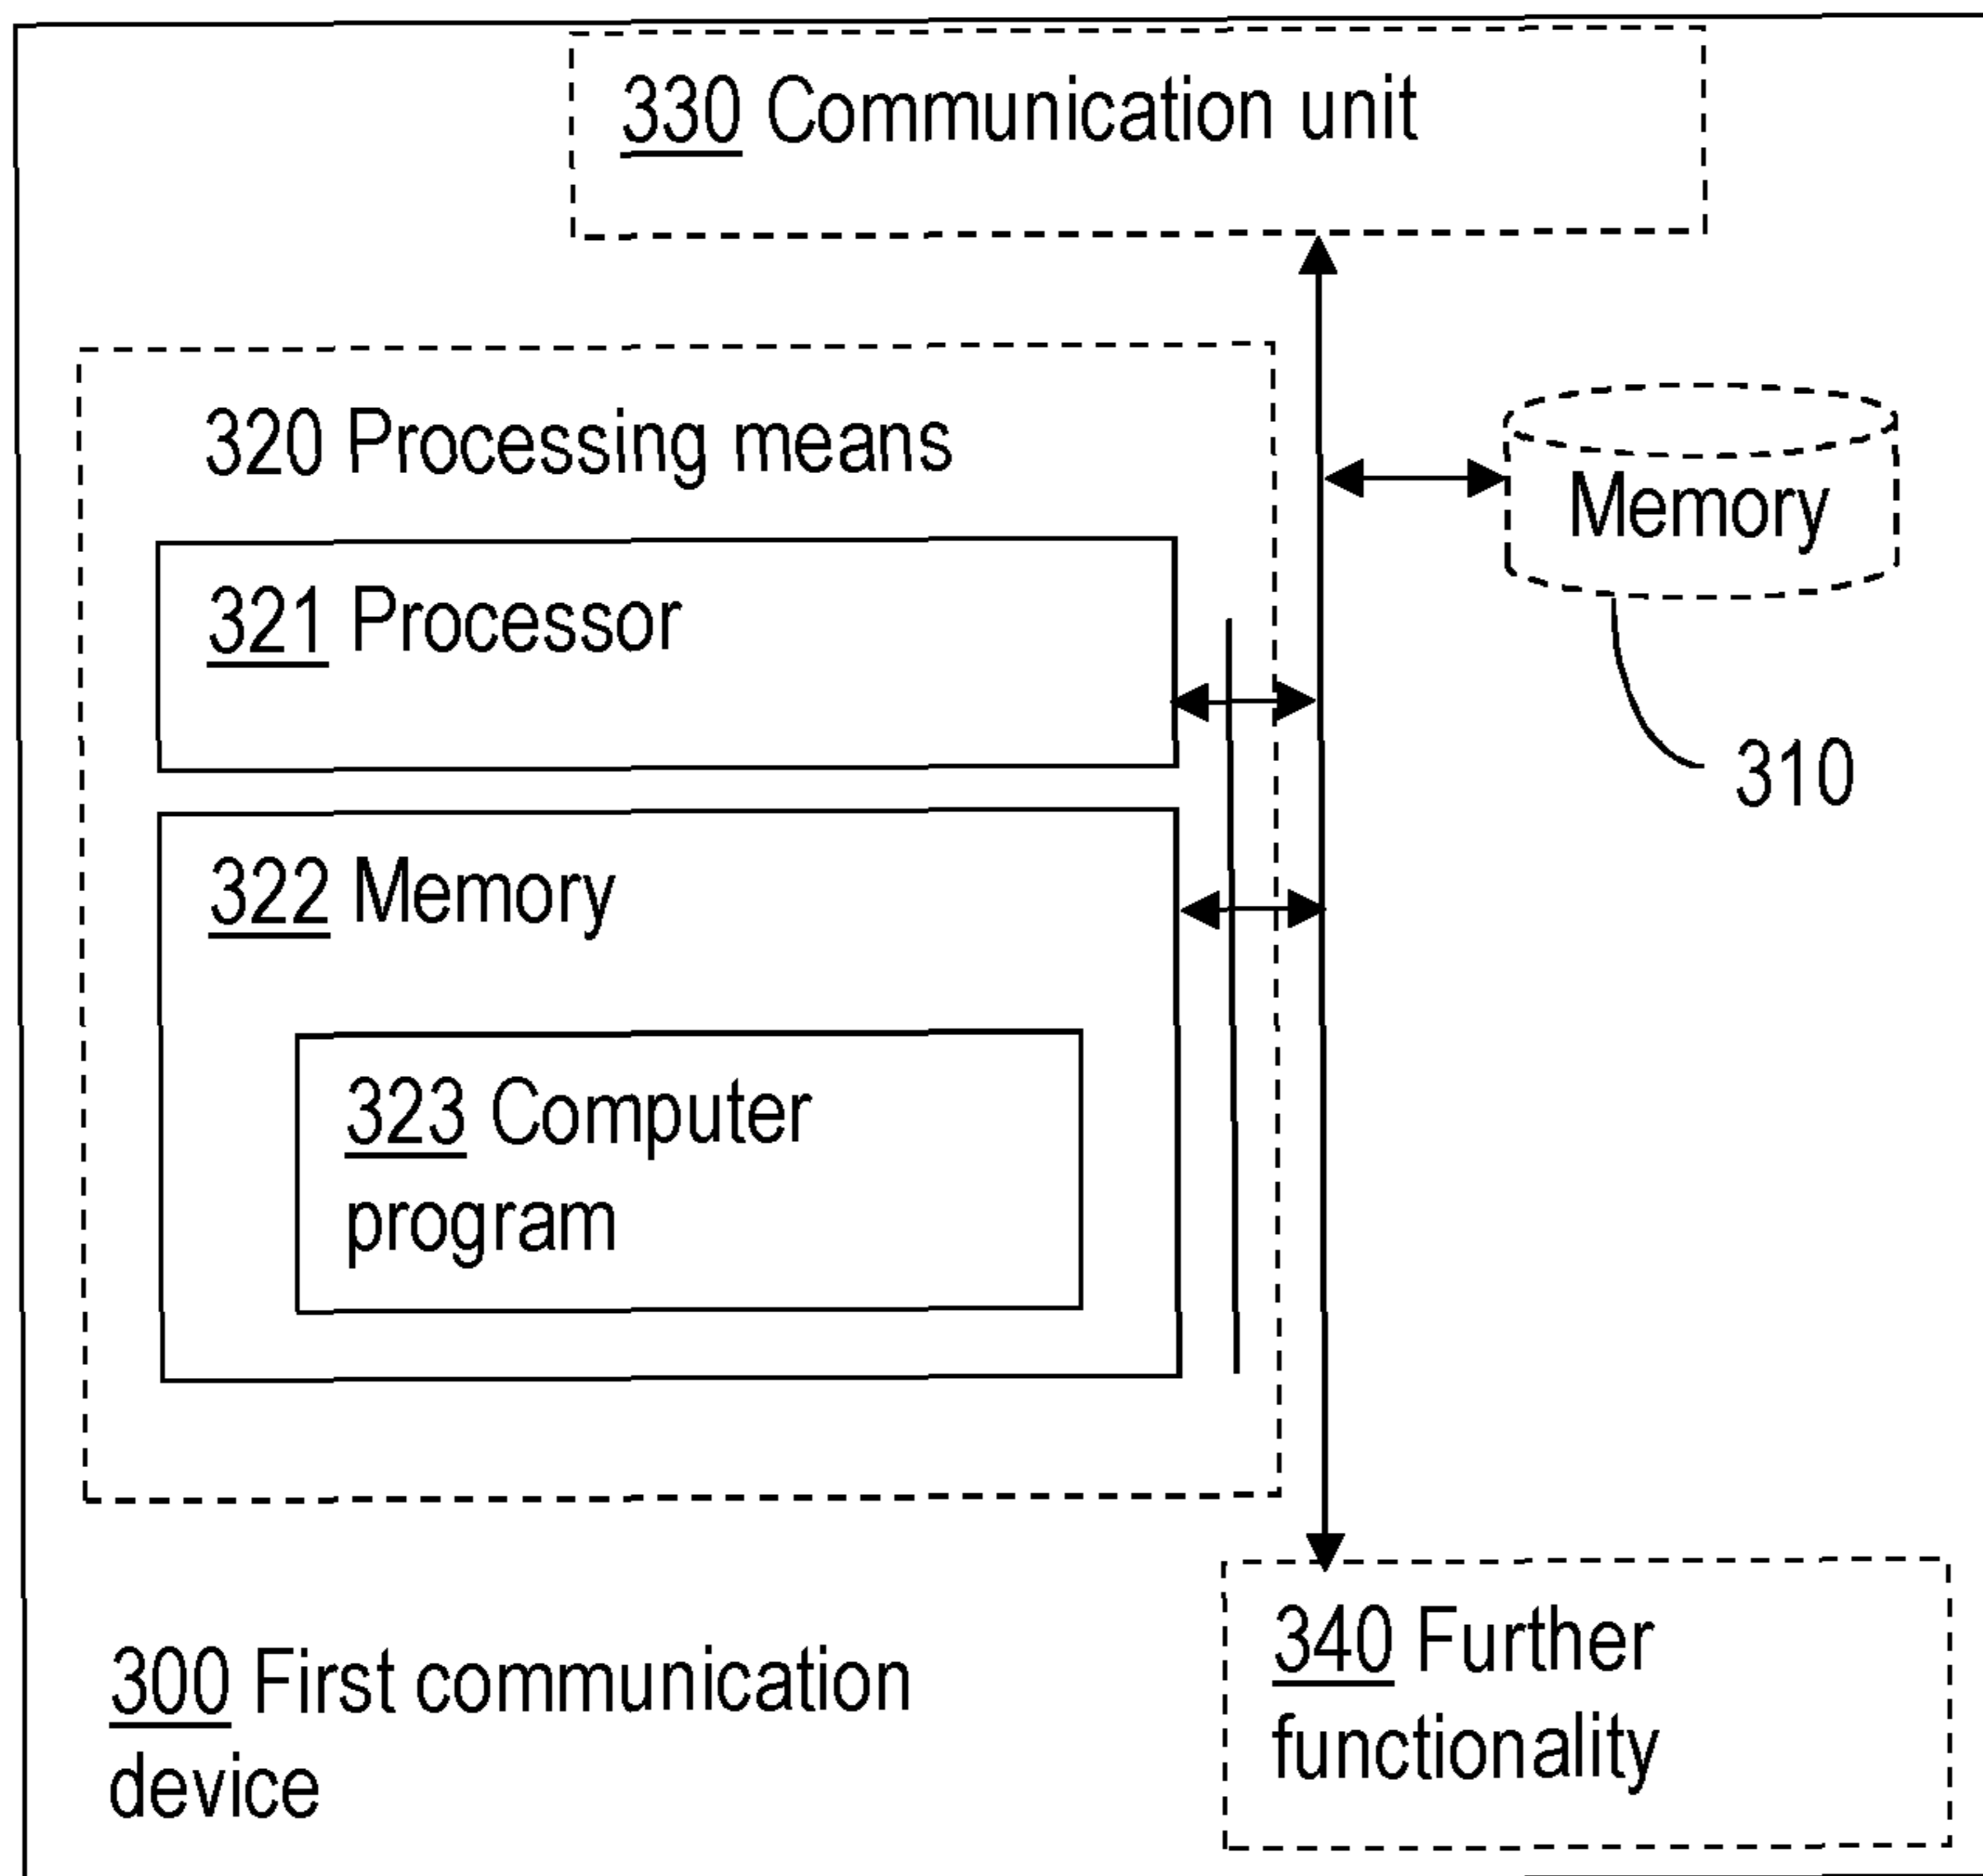 330 Communication unit
320 Processing means
Memory
321 Processor
310
322 Memory
323 Computer
program
340 Further
functionality
300 First communication
device